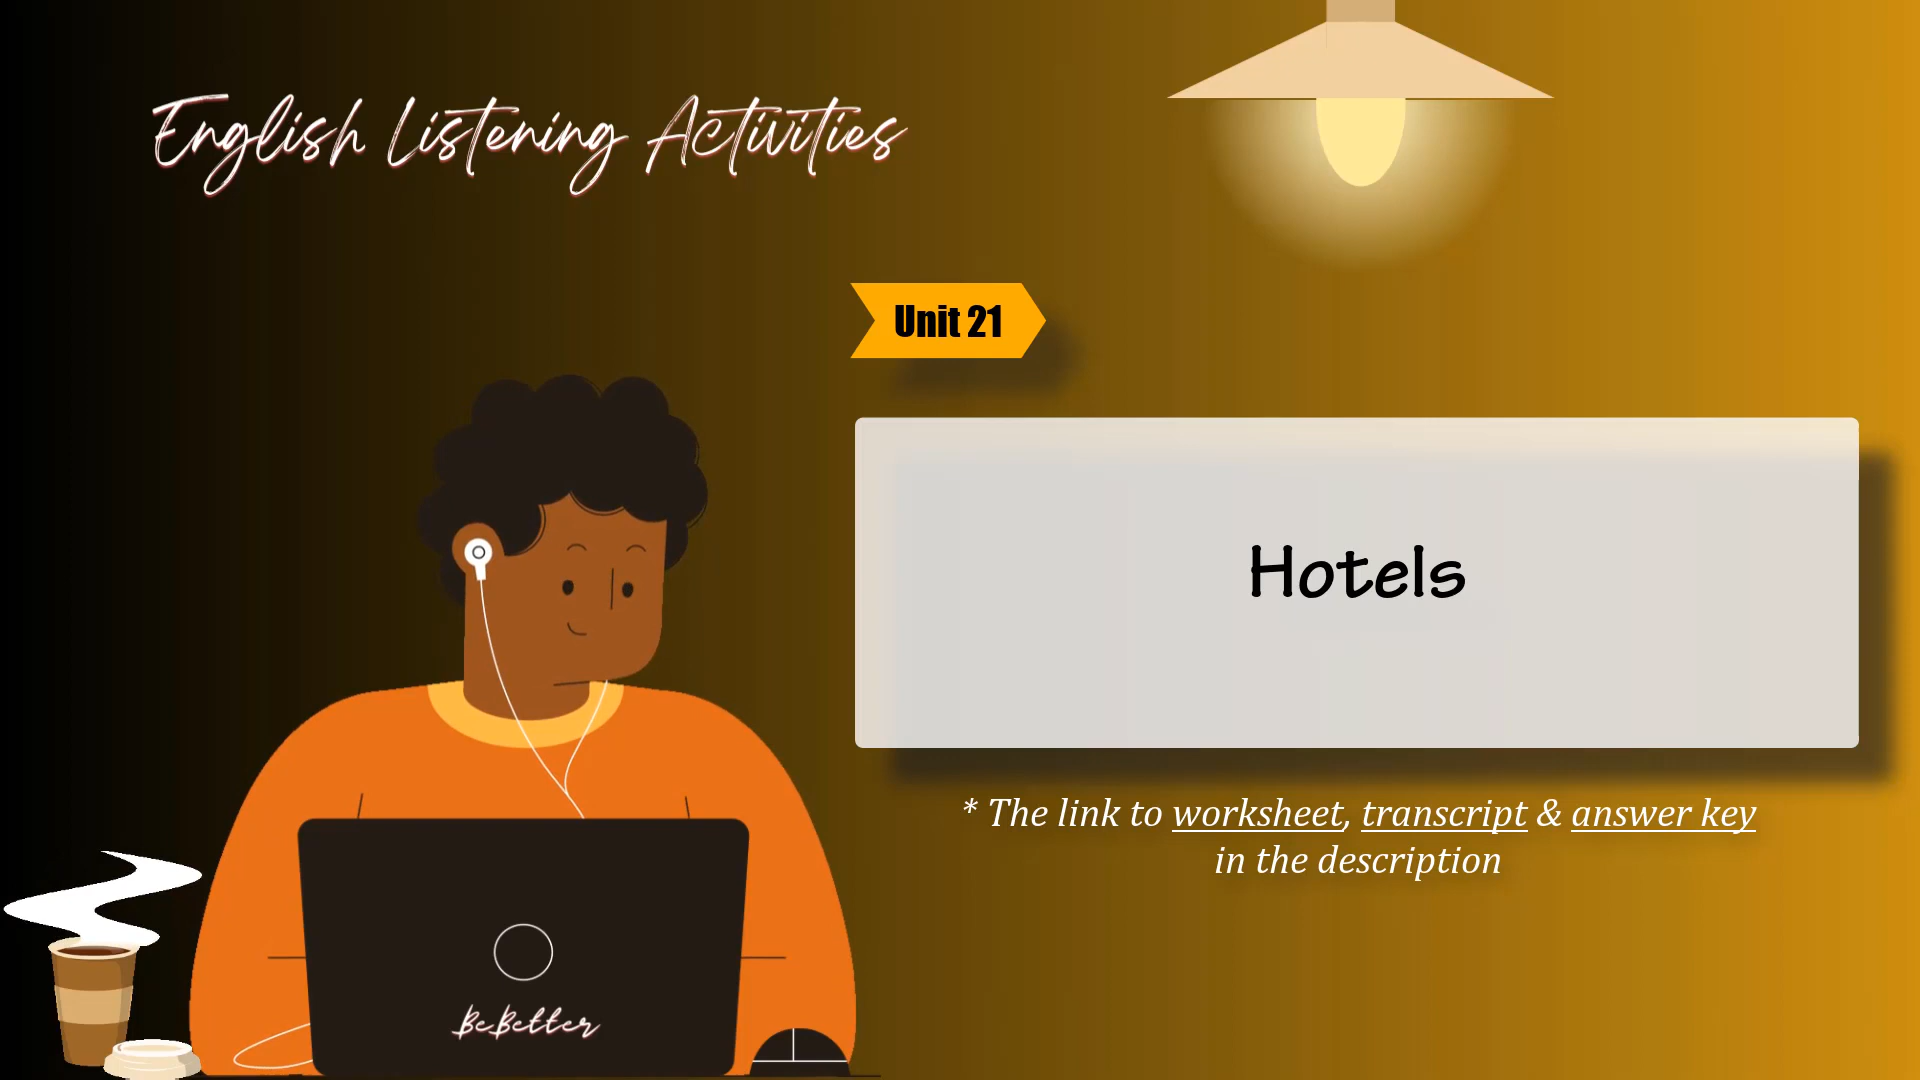 English Listening Activities
Unit 21
Hotels
* The link to worksheet, transcript & answer key
in the description
BeBetter